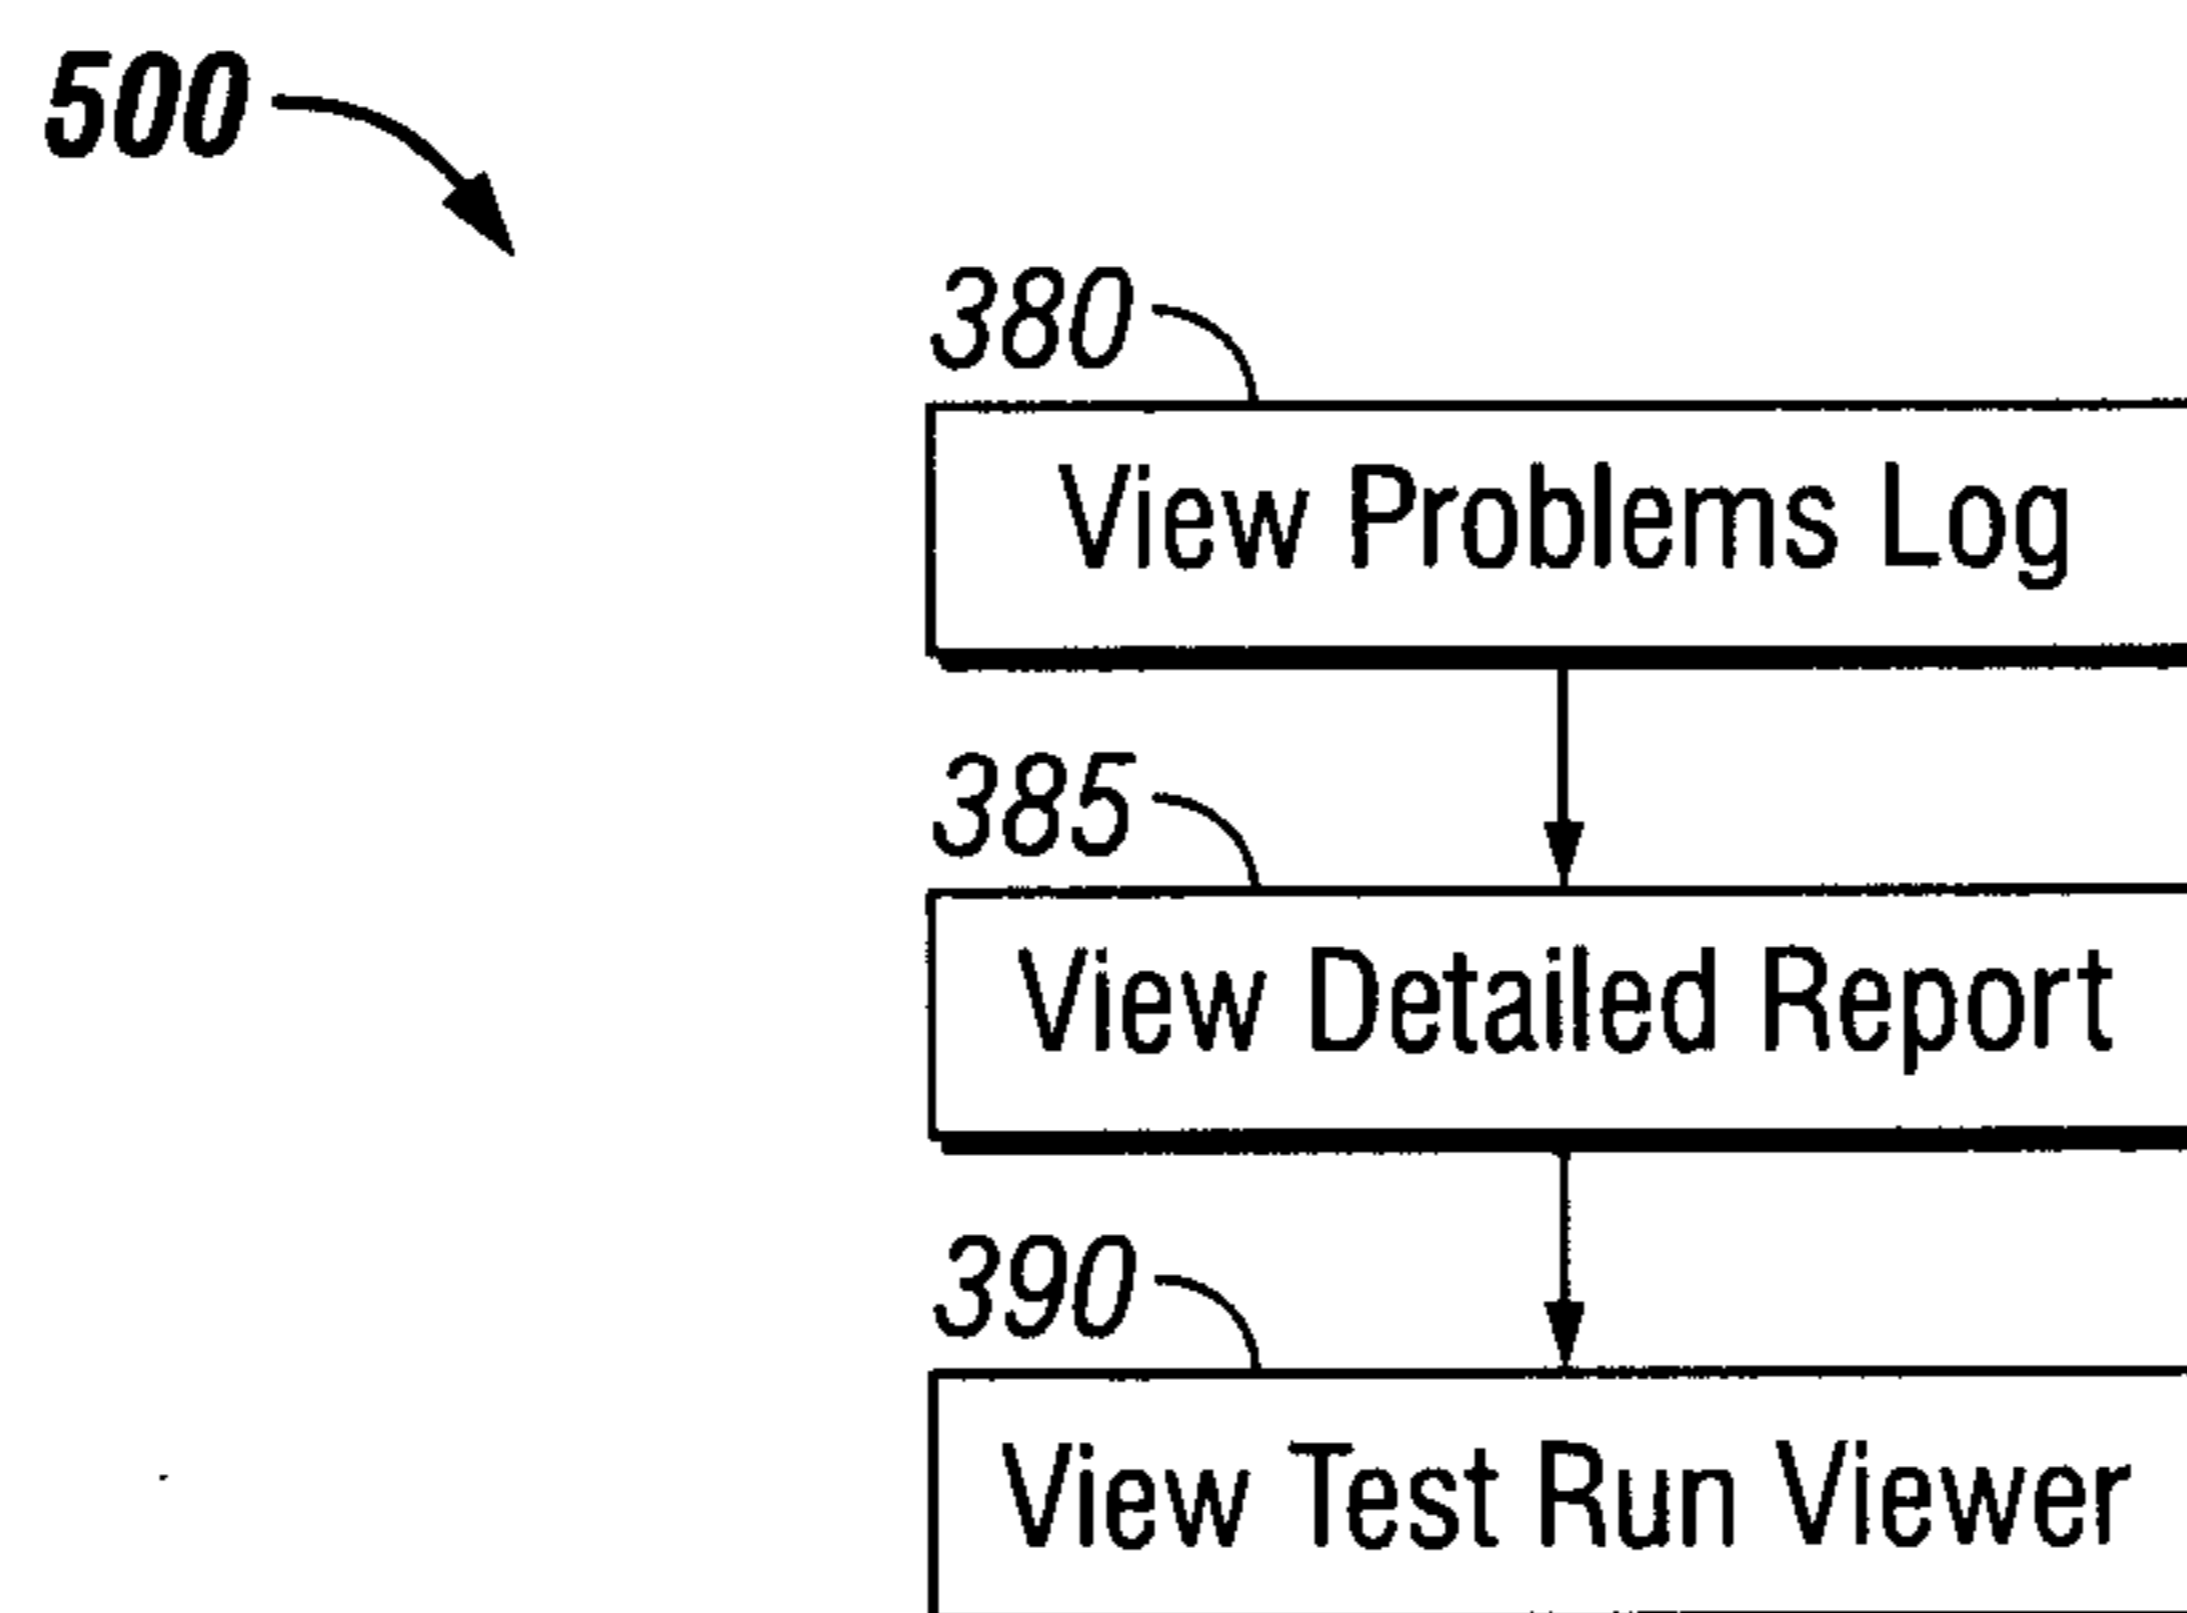 500
380
View Problems Log
385
View Detailed Report
390
View Test Run Viewer